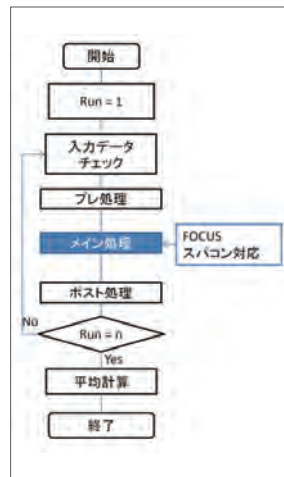 開始
Run = 1
入力データ
チェック
プレ処理
メイン処理
FOCUS
スパコン対応
ポスト処理
No
Run = n
Yes
平均計算
終了